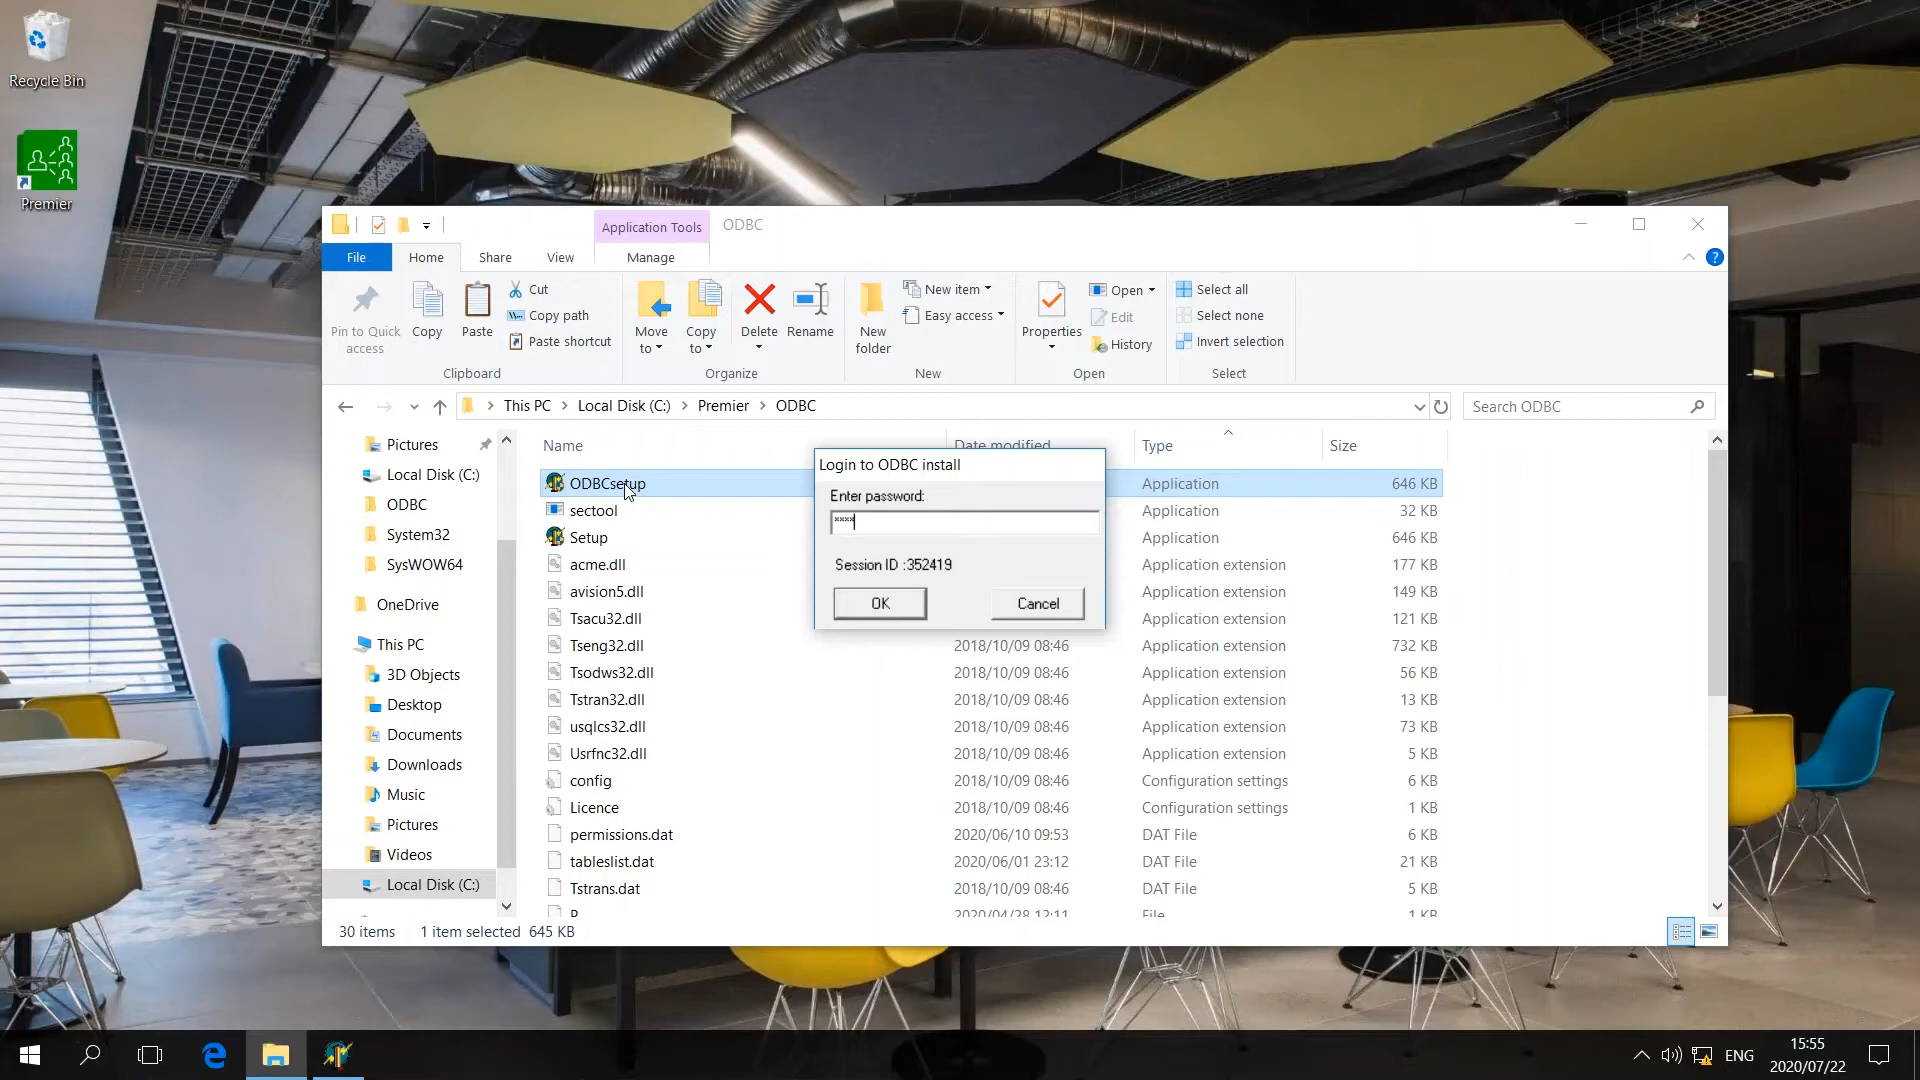 Recycle Bin
Premier
Application Tools
ODBC
File
Home
Share
View
Manage
Pin to Quick access
Copy
Paste
Cut
Copy path
Paste shortcut
Clipboard
Move to
Copy to
Delete
Rename
Organize
New folder
New item
Easy access
New
Properties
Open
Edit
History
Open
Select all
Select none
Invert selection
Select
This PC
Local Disk (C:)
Premier
ODBC
Search ODBC
Pictures
Local Disk (C:)
ODBC
System32
SysWOW64
OneDrive
This PC
3D Objects
Desktop
Documents
Downloads
Music
Pictures
Videos
Local Disk (C:)
Name Date modified Type Size
ODBCsetup Application 646 KB
sectool Application 32 KB
Setup Application 646 KB
acme.dll Application extension 177 KB
avision5.dll Application extension 149 KB
Tsacu32.dll Application extension 121 KB
Tseng32.dll 2018/10/09 08:46 Application extension 732 KB
Tsodws32.dll 2018/10/09 08:46 Application extension 56 KB
Tstran32.dll 2018/10/09 08:46 Application extension 13 KB
usqlcs32.dll 2018/10/09 08:46 Application extension 73 KB
Usrfnc32.dll 2018/10/09 08:46 Application extension 5 KB
config 2018/10/09 08:46 Configuration settings 6 KB
Licence 2018/10/09 08:46 Configuration settings 1 KB
permissions.dat 2020/06/10 09:53 DAT File 6 KB
tableslist.dat 2020/06/01 23:12 DAT File 21 KB
Tstrans.dat 2018/10/09 08:46 DAT File 5 KB
2020/04/28 12:11 File 1 KB
Login to ODBC install
Enter password:
****
Session ID :352419
OK
Cancel
30 items 1 item selected 645 KB
ENG
15:55
2020/07/22